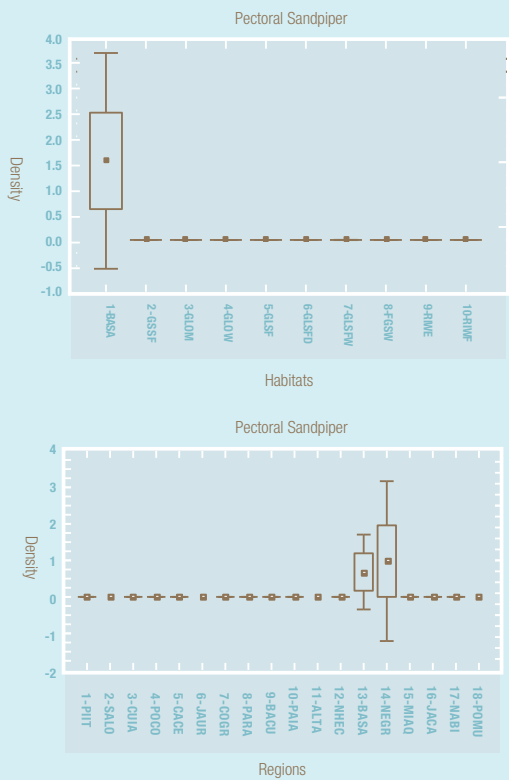 Pectoral Sandpiper
4.0
3.5
3.0
2.5
2.0
1.5
1.0
0.5
0.0
-0.5
-1.0
Density
1-BASA
2-GSSF
3-GLOM
4-GLOW
5-GLSF
6-GLSFD
7-GLSFW
8-FGSW
9-RIWE
10-RIWF
Habitats
Pectoral Sandpiper
4
3
2
1
0
-1
-2
Density
1-PIIT
2-SALO
3-CUIA
4-POCO
5-CACE
6-JAUR
7-COGR
8-PARA
9-BACU
10-PAIA
11-ALTA
12-NHEC
13-BASA
14-NEGR
15-MIAQ
16-JACA
17-NABI
18-POMU
Regions